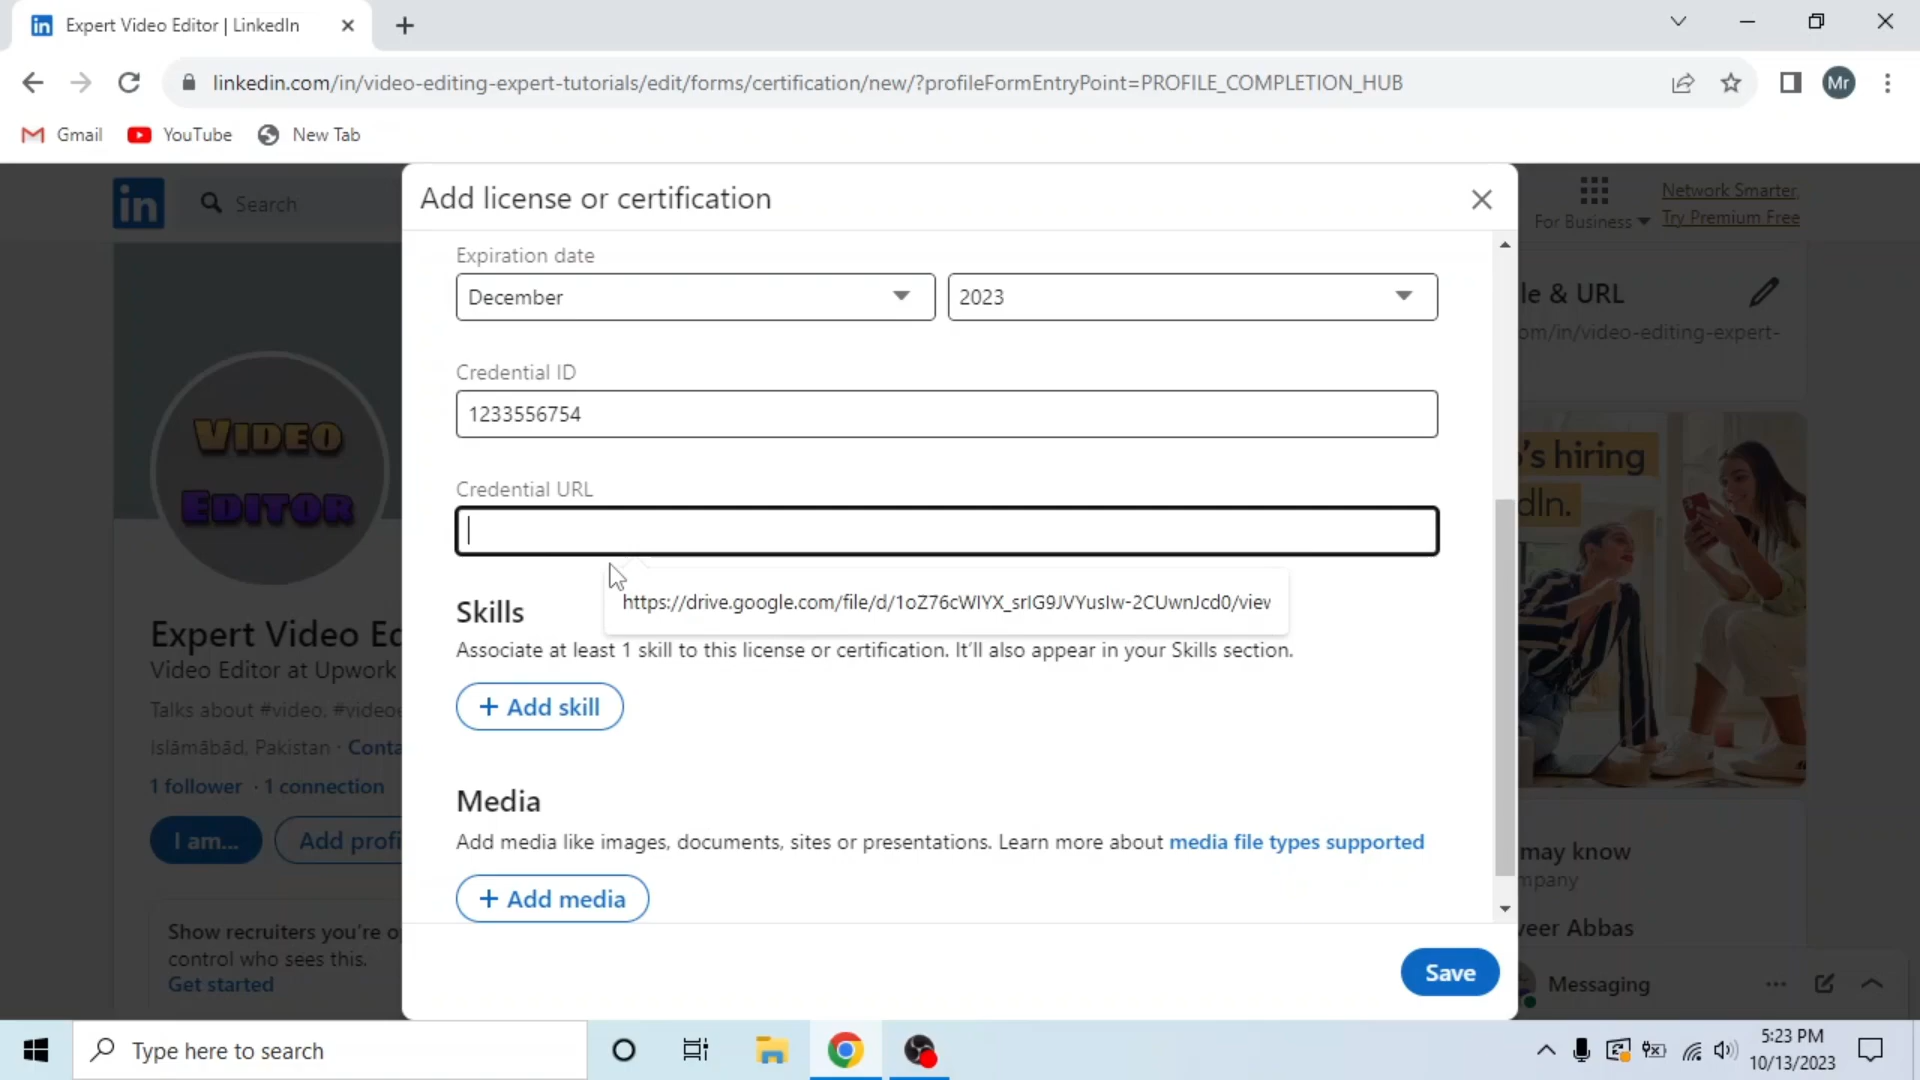 Expert Video Editor | LinkedIn
linkedin.com/in/video-editing-expert-tutorials/edit/forms/certification/new/?profileFormEntryPoint=PROFILE_COMPLETION_HUB
Mr
Gmail
YouTube
New Tab
in
Search
Add license or certification
For Business
Network Smarter,
Try Premium Free
Expiration date
December
2023
Credential ID
1233556754
Credential URL
https://drive.google.com/file/d/1oZ76cWIYX_srIG9JVYusIw-2CUwnJcd0/view
Skills
Associate at least 1 skill to this license or certification. It'll also appear in your Skills section.
+ Add skill
Media
Add media like images, documents, sites or presentations. Learn more about media file types supported
+ Add media
Save
VIDEO
EDITOR
Expert Video Ed
Video Editor at Upwork
Talks about #video, #videoe
Islāmābād, Pakistan · Conta
1 follower · 1 connection
I am...
Add profi
Show recruiters you're o
control who sees this.
Get started
le & URL
om/in/video-editing-expert-
's hiring
dIn.
may know
mpany
veer Abbas
Messaging
Type here to search
5:23 PM
10/13/2023